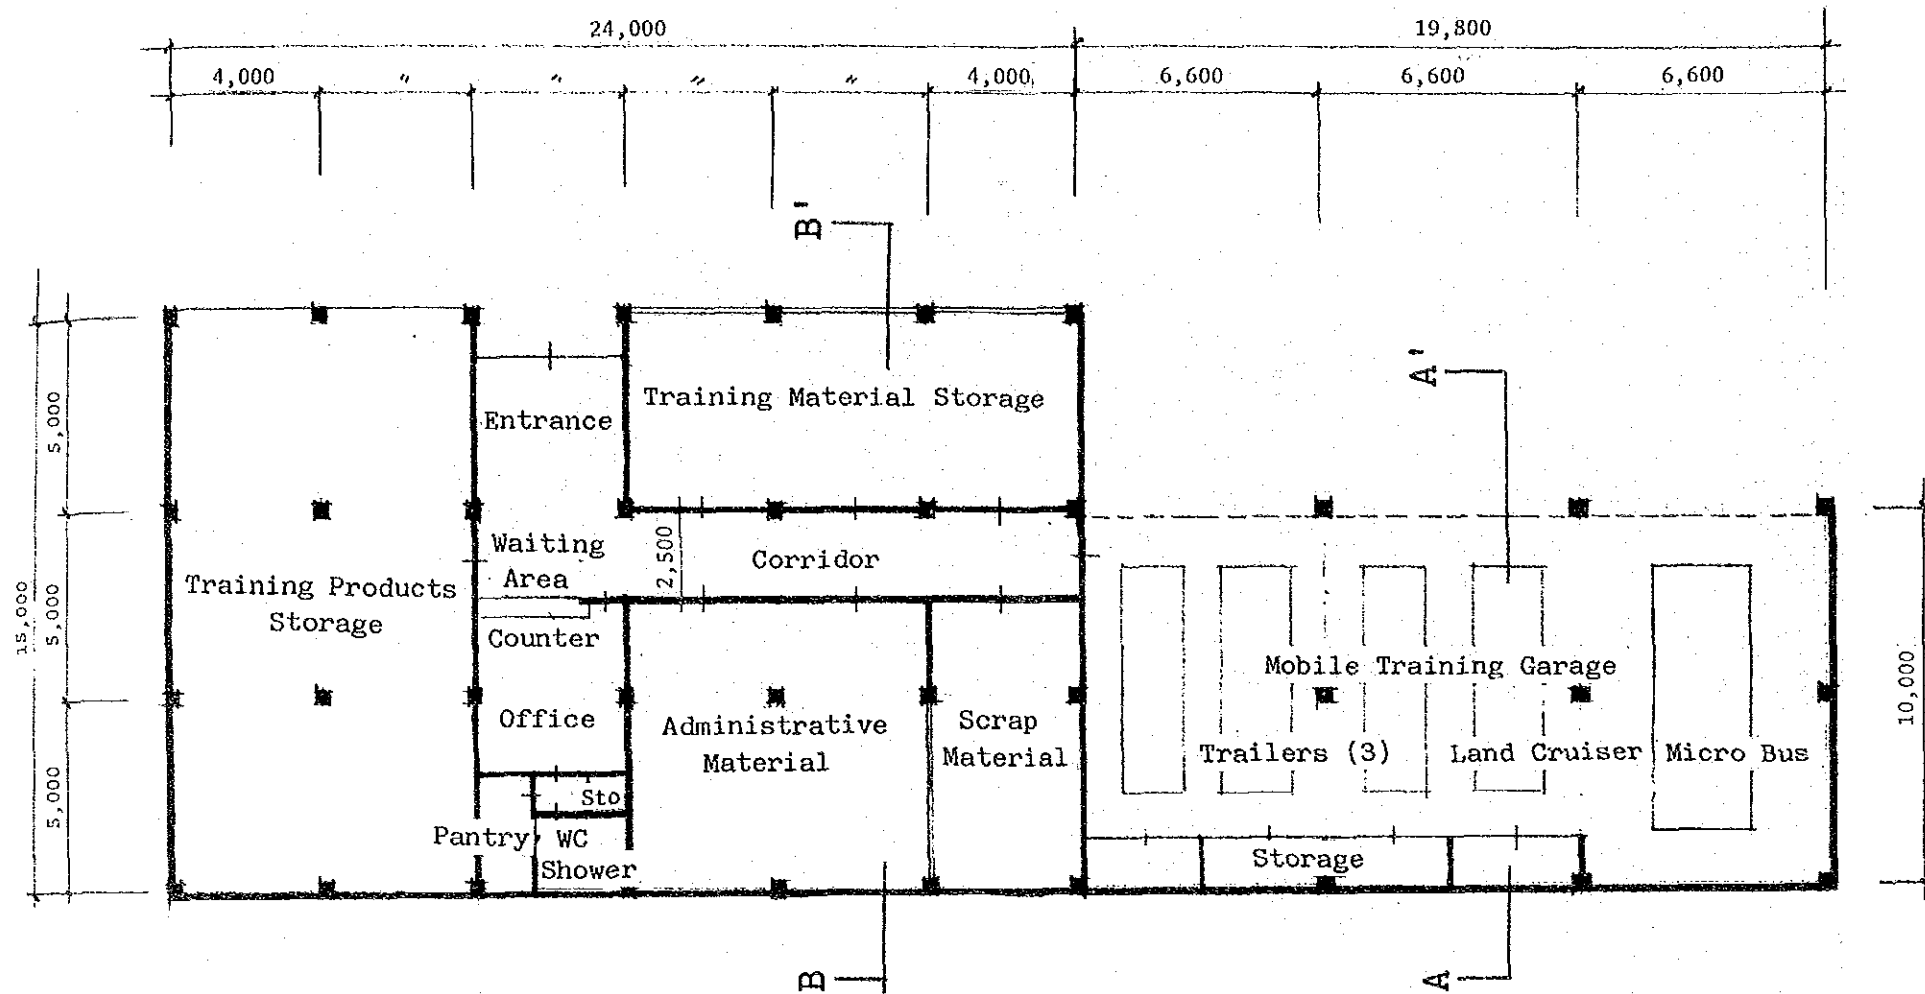 24,000
19,800
4,000 〃 〃 〃 〃 4,000 6,600 6,600 6,600
B'
A'
Training Material Storage
Entrance
5,000
Waiting
Area
2,500
Corridor
Training Products
Storage
15,000
5,000
Counter
Mobile Training Garage
10,000
Office
Administrative
Material
Scrap
Material
Trailers (3)
Land Cruiser
Micro Bus
Sto
5,000
Pantry, WC
Shower
Storage
B
A